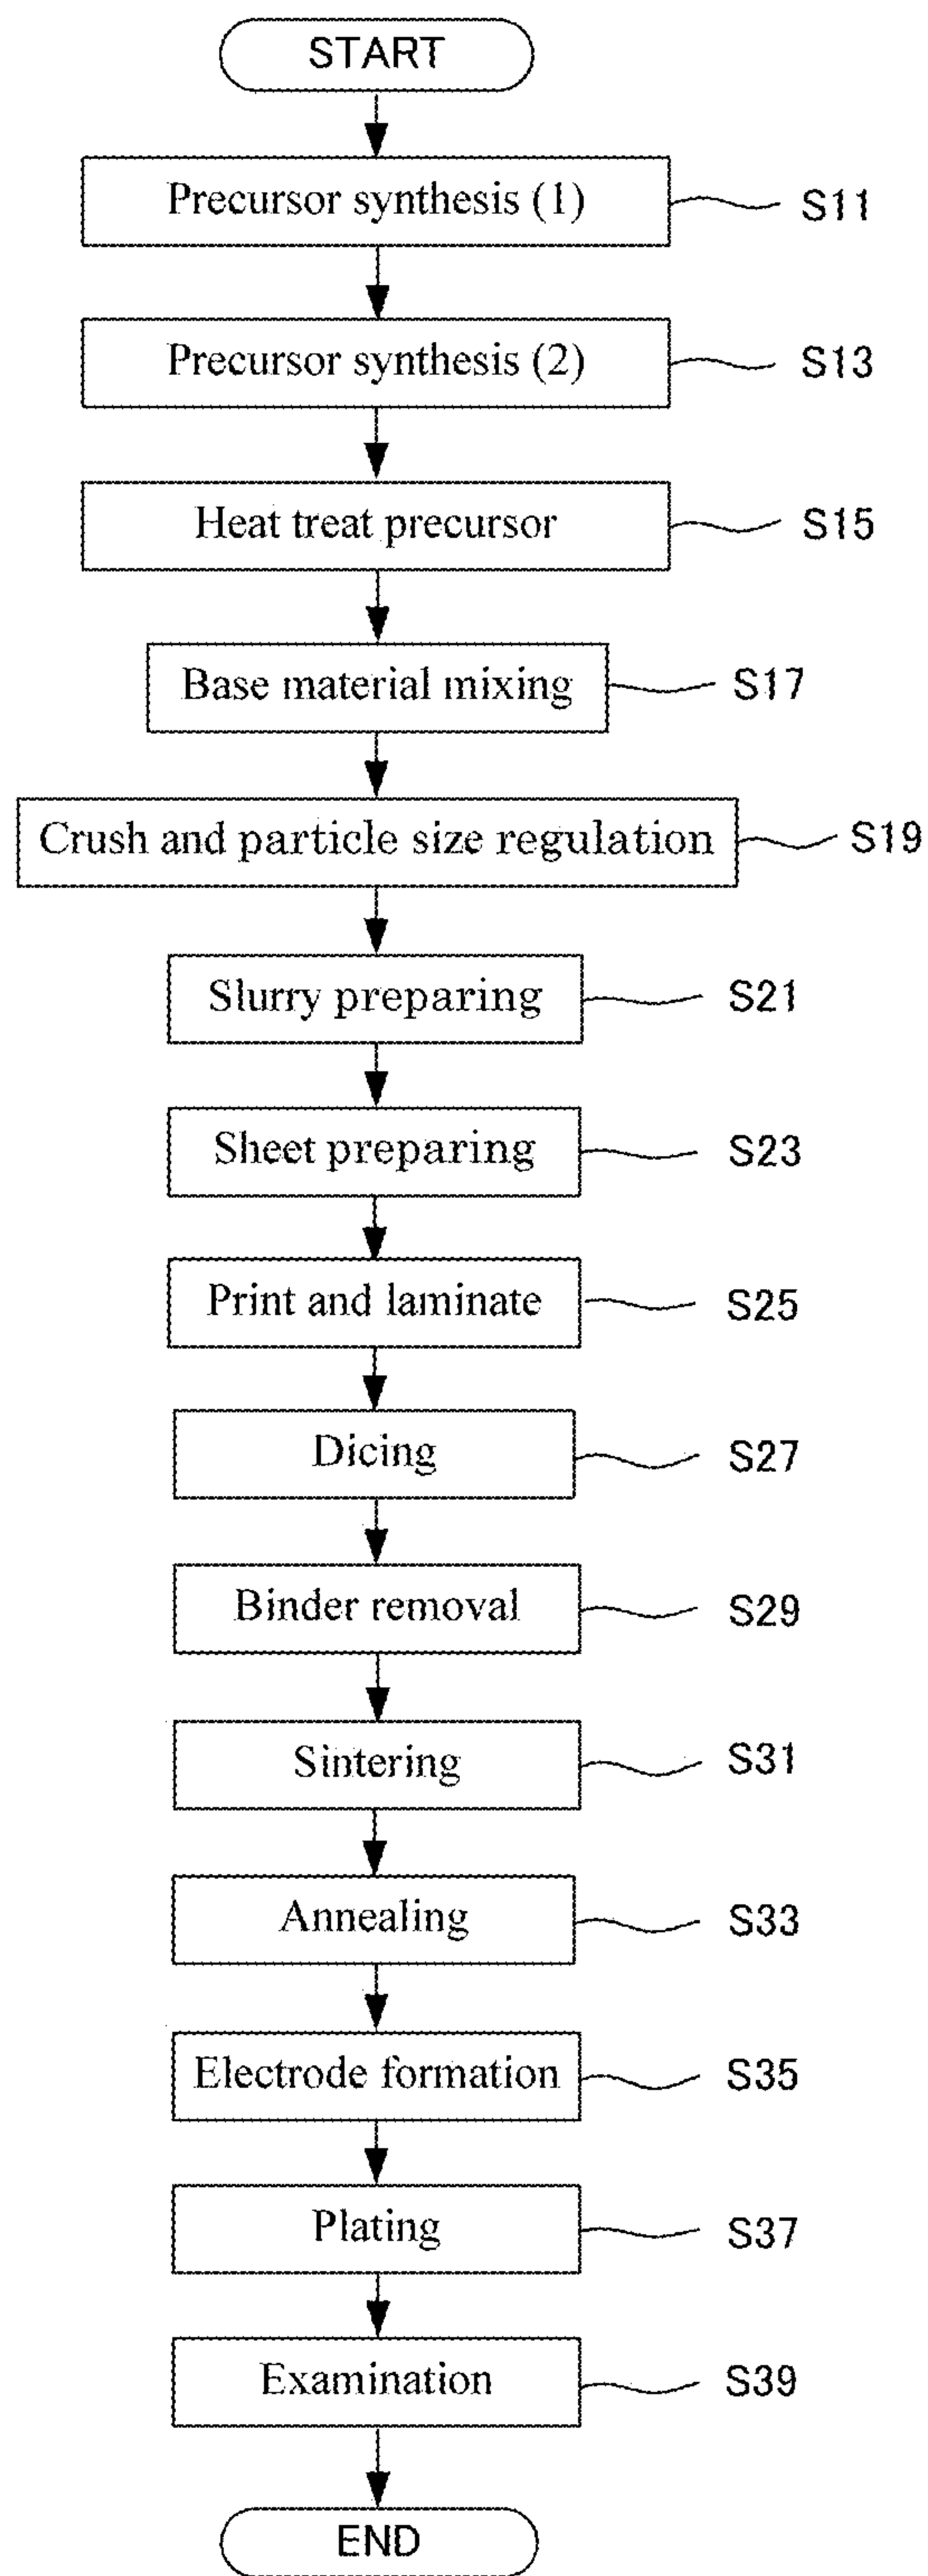 START
Precursor synthesis (1)
S11
Precursor synthesis (2)
S13
Heat treat precursor
S15
Base material mixing
S17
Crush and particle size regulation
S19
Slurry preparing
S21
Sheet preparing
S23
Print and laminate
S25
Dicing
S27
Binder removal
S29
Sintering
S31
Annealing
S33
Electrode formation
S35
Plating
S37
Examination
S39
END